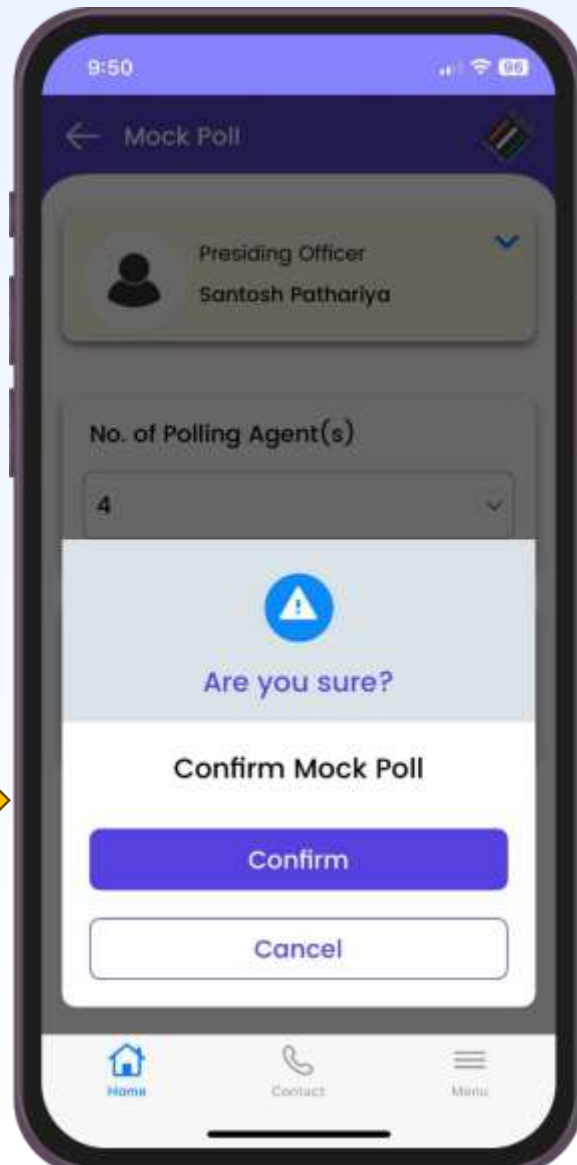 9:50
96
Mock Poll
Presiding Officer
Santosh Pathariya
No. of Polling Agent(s)
4
Are you sure?
Confirm Mock Poll
Confirm
Cancel
Home Contact Menu